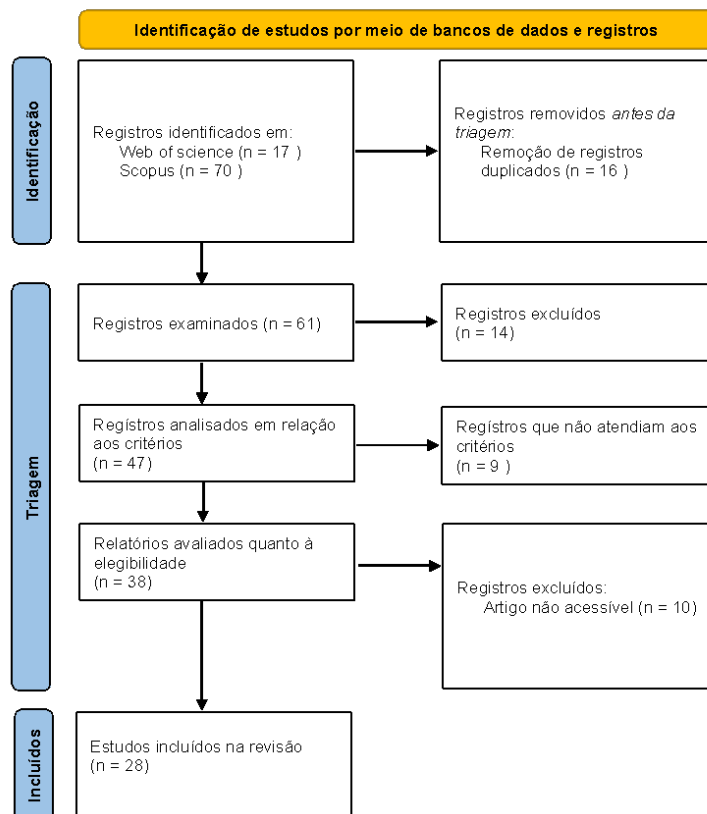 Identificação de estudos por meio de bancos de dados e registros
Identificação
Registros identificados em:
Web of science (n = 17 )
Scopus (n = 70 )
Registros removidos antes da
triagem:
Remoção de registros
duplicados (n = 16 )
Triagem
Registros examinados (n = 61)
Registros excluídos
(n = 14)
Regístros analisados em relação
aos critérios
(n = 47)
Regístros que não atendiam aos
critérios
(n = 9 )
Relatórios avaliados quanto à
elegibilidade
(n = 38)
Registros excluídos:
Artigo não acessível (n = 10)
Incluídos
Estudos incluídos na revisão
(n = 28)